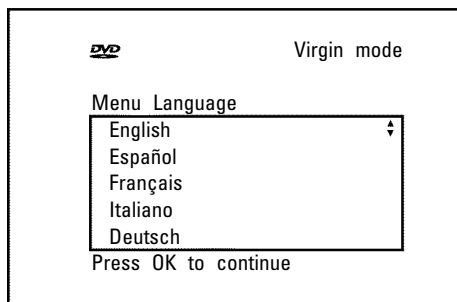 DVD Virgin mode
Menu Language
English
Español
Français
Italiano
Deutsch
Press OK to continue